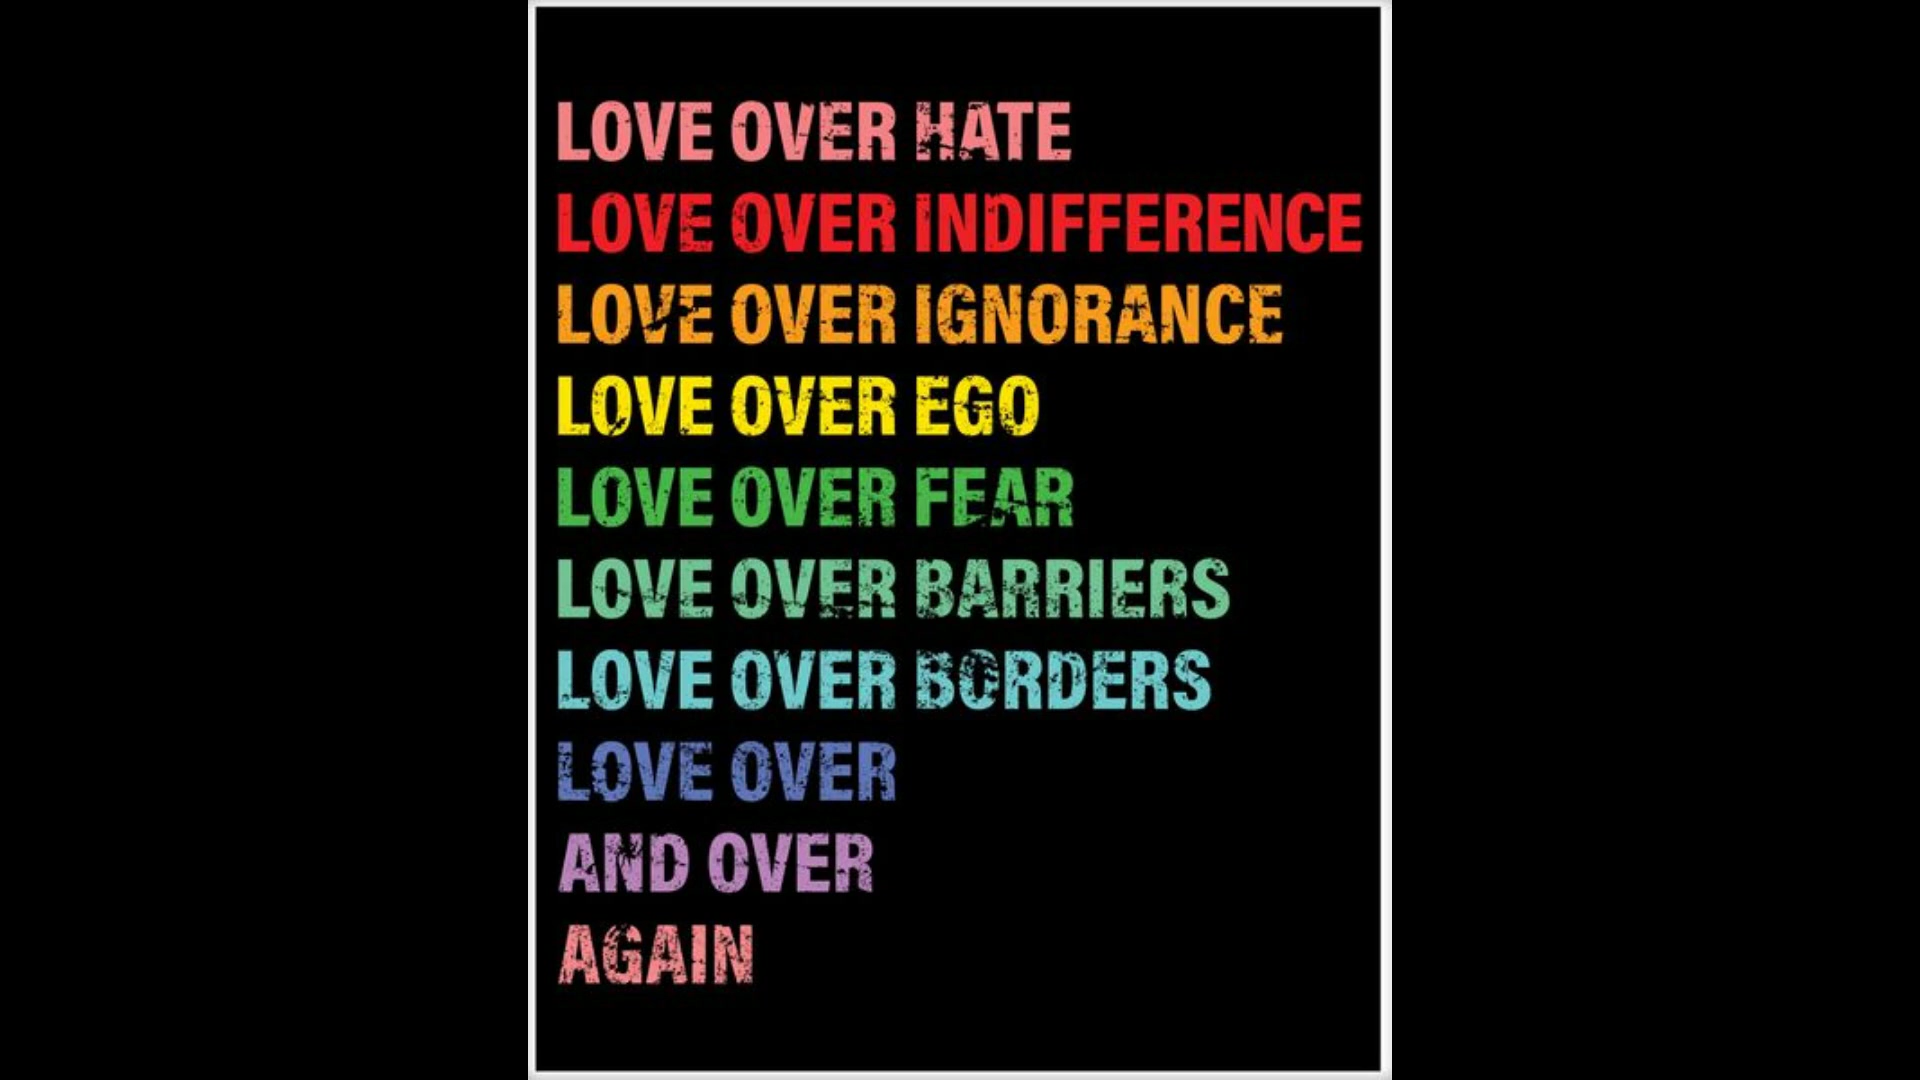 LOVE OVER HATE
LOVE OVER INDIFFERENCE
LOVE OVER IGNORANCE
LOVE OVER EGO
LOVE OVER FEAR
LOVE OVER BARRIERS
LOVE OVER BORDERS
LOVE OVER
AND OVER
AGAIN